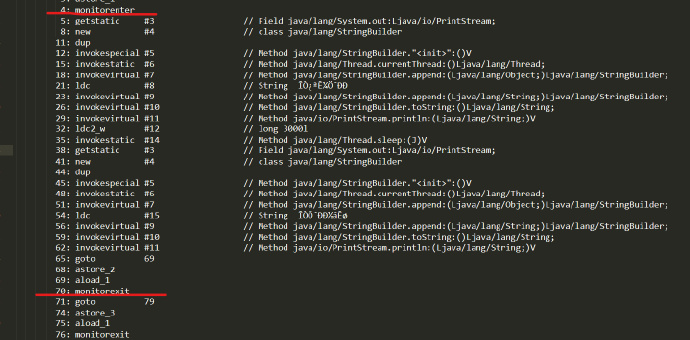 3: astore_1
4: monitorenter
5: getstatic #3 // Field java/lang/System.out:Ljava/io/PrintStream;
8: new #4 // class java/lang/StringBuilder
11: dup
12: invokespecial #5 // Method java/lang/StringBuilder."<init>":()V
15: invokestatic #6 // Method java/lang/Thread.currentThread:()Ljava/lang/Thread;
18: invokevirtual #7 // Method java/lang/StringBuilder.append:(Ljava/lang/Object;)Ljava/lang/StringBuilder;
21: ldc #8 // String
23: invokevirtual #9 // Method java/lang/StringBuilder.append:(Ljava/lang/String;)Ljava/lang/StringBuilder;
26: invokevirtual #10 // Method java/lang/StringBuilder.toString:()Ljava/lang/String;
29: invokevirtual #11 // Method java/io/PrintStream.println:(Ljava/lang/String;)V
32: ldc2_w #12 // long 3000l
35: invokestatic #14 // Method java/lang/Thread.sleep:(J)V
38: getstatic #3 // Field java/lang/System.out:Ljava/io/PrintStream;
41: new #4 // class java/lang/StringBuilder
44: dup
45: invokespecial #5 // Method java/lang/StringBuilder."<init>":()V
48: invokestatic #6 // Method java/lang/Thread.currentThread:()Ljava/lang/Thread;
51: invokevirtual #7 // Method java/lang/StringBuilder.append:(Ljava/lang/Object;)Ljava/lang/StringBuilder;
54: ldc #15 // String
56: invokevirtual #9 // Method java/lang/StringBuilder.append:(Ljava/lang/String;)Ljava/lang/StringBuilder;
59: invokevirtual #10 // Method java/lang/StringBuilder.toString:()Ljava/lang/String;
62: invokevirtual #11 // Method java/io/PrintStream.println:(Ljava/lang/String;)V
65: goto 69
68: astore_2
69: aload_1
70: monitorexit
71: goto 79
74: astore_3
75: aload_1
76: monitorexit